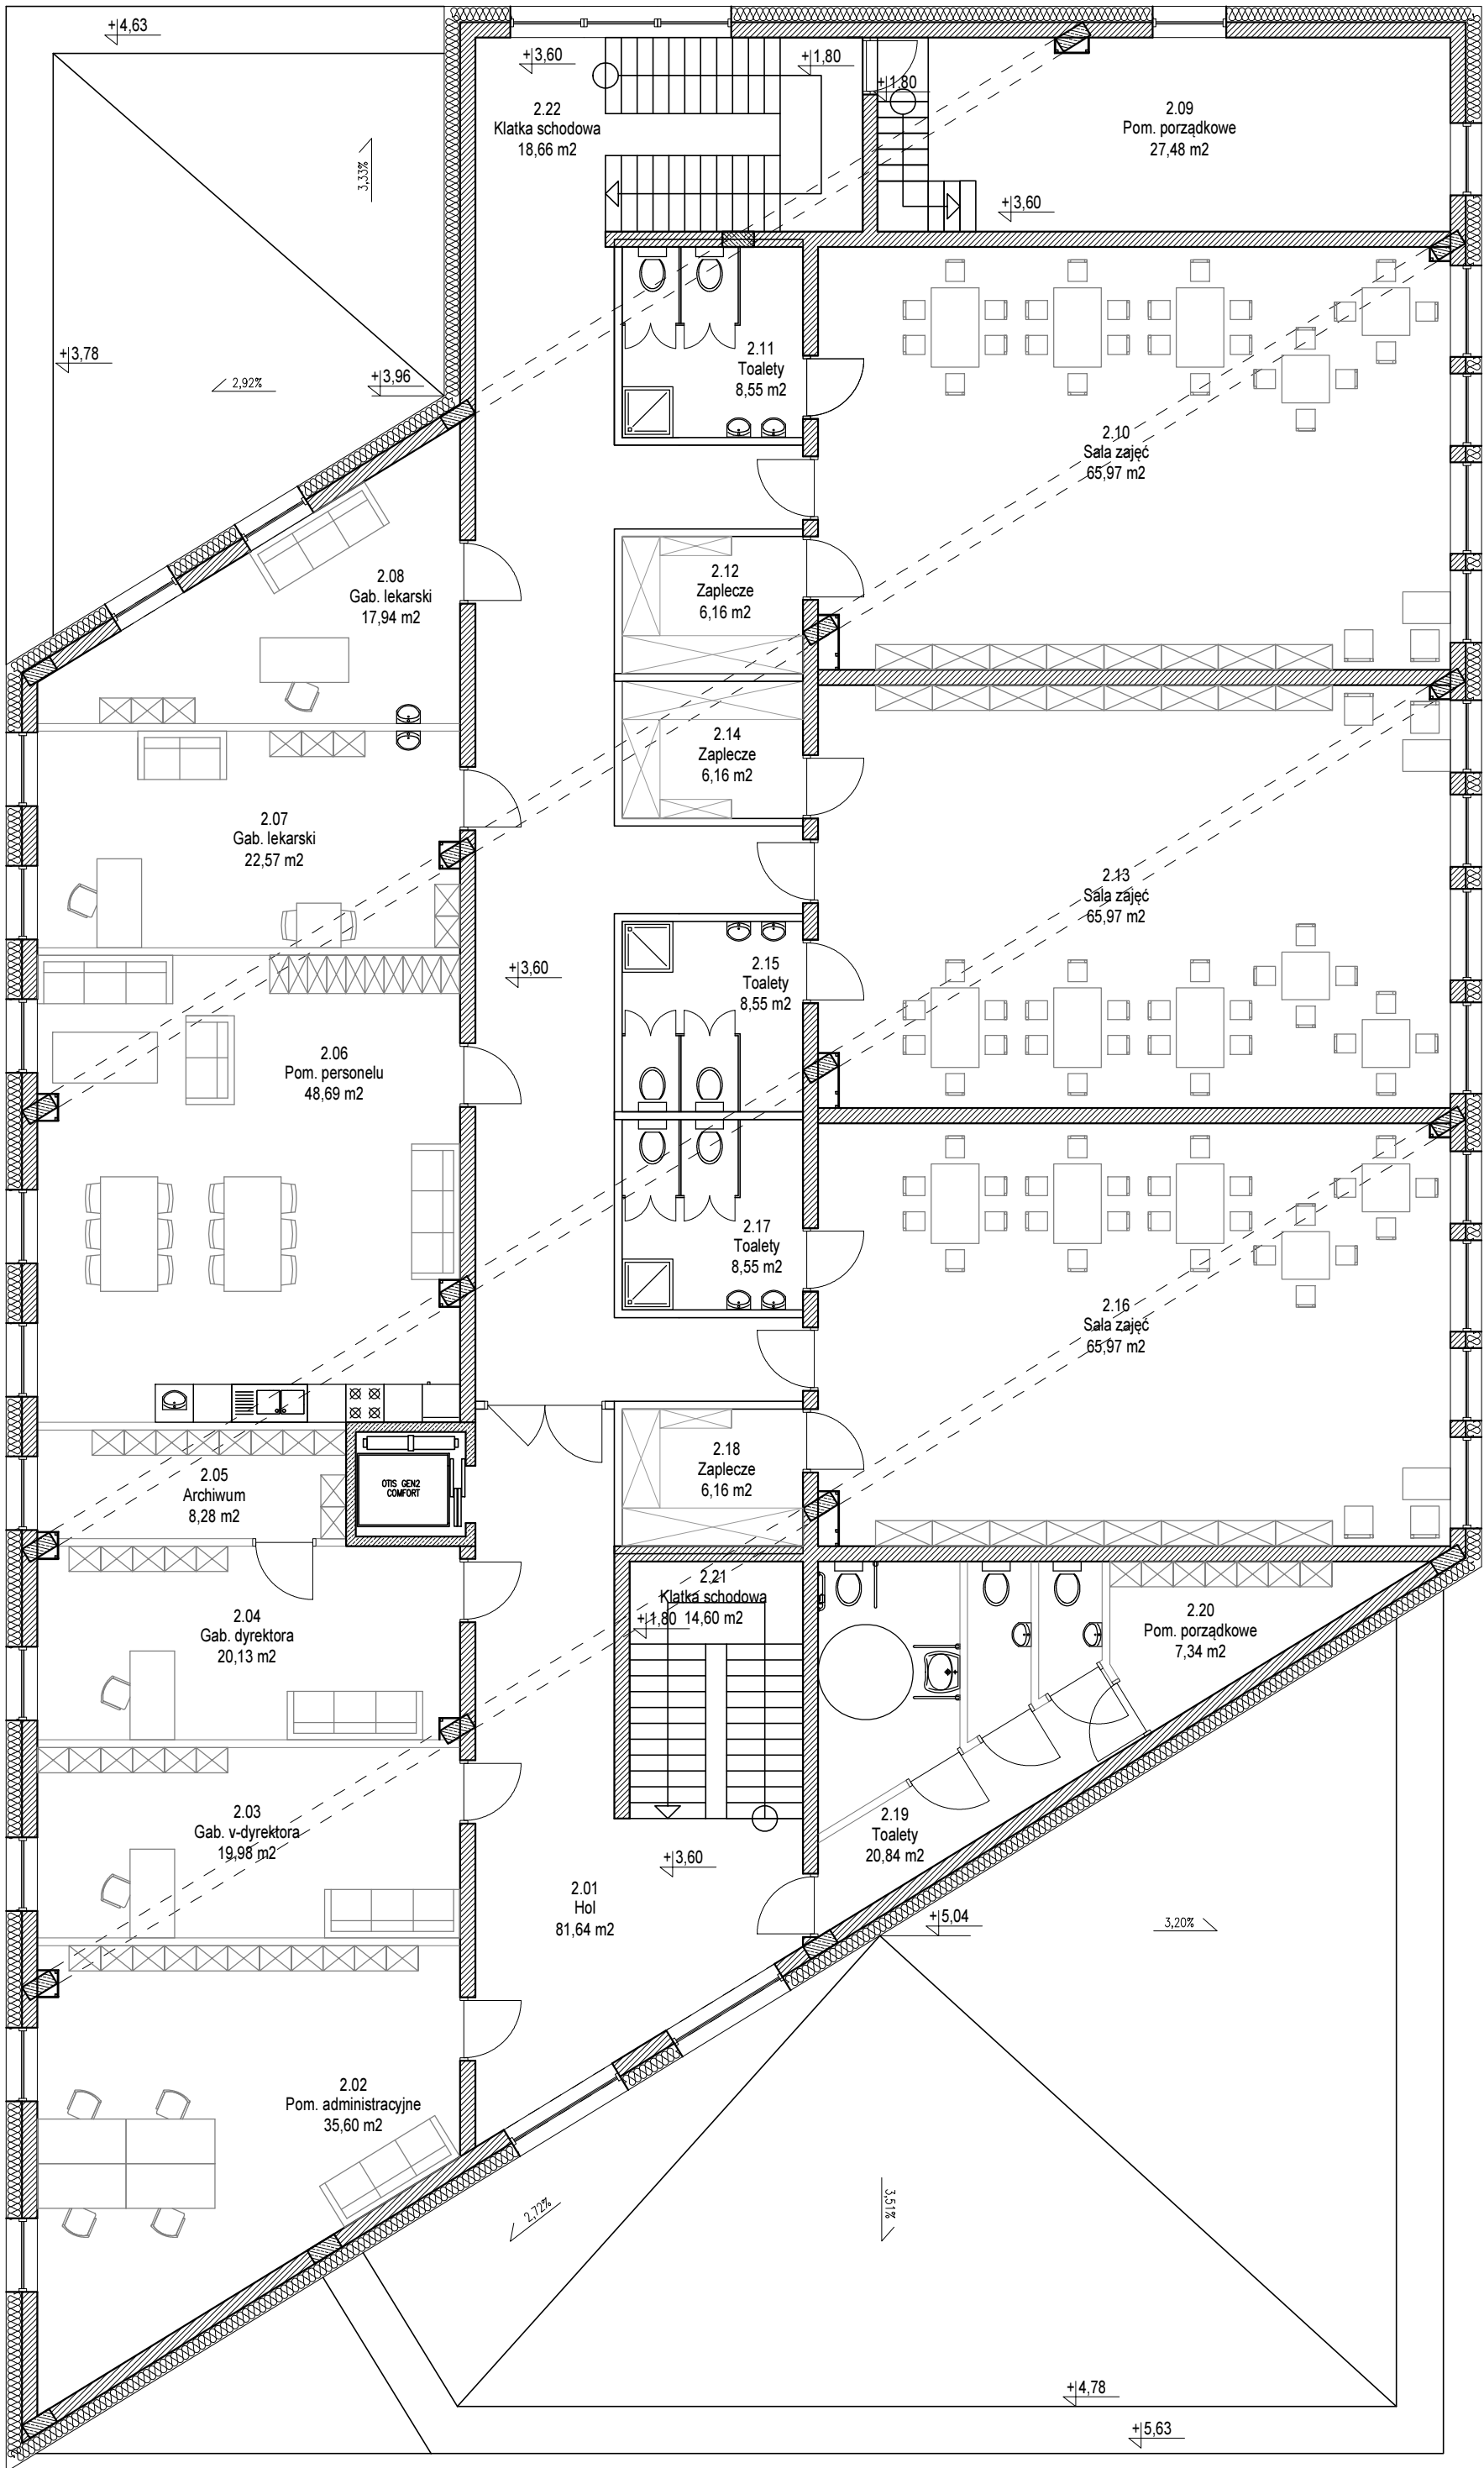 +4,63
+3,60
+1,80
+1,80
2.22
Klatka schodowa
18,66 m2
2.09
Pom. porządkowe
27,48 m2
3,33%
+3,60
+3,78
2,92%
+3,96
2.11
Toalety
8,55 m2
2.10
Sala zajęć
65,97 m2
2.08
Gab. lekarski
17,94 m2
2.12
Zaplecze
6,16 m2
2.14
Zaplecze
6,16 m2
2.07
Gab. lekarski
22,57 m2
2.13
Sala zajęć
65,97 m2
+3,60
2.15
Toalety
8,55 m2
2.06
Pom. personelu
48,69 m2
2.17
Toalety
8,55 m2
2.16
Sala zajęć
65,97 m2
2.18
Zaplecze
6,16 m2
2.05
Archiwum
8,28 m2
OTIS GEN2
COMFORT
2.21
Klatka schodowa
14,60 m2
+1,80
2.04
Gab. dyrektora
20,13 m2
2.20
Pom. porządkowe
7,34 m2
2.03
Gab. v-dyrektora
19,98 m2
2.19
Toalety
20,84 m2
+3,60
2.01
Hol
81,64 m2
+5,04
3,20%
2.02
Pom. administracyjne
35,60 m2
2,72%
3,51%
+4,78
+5,63